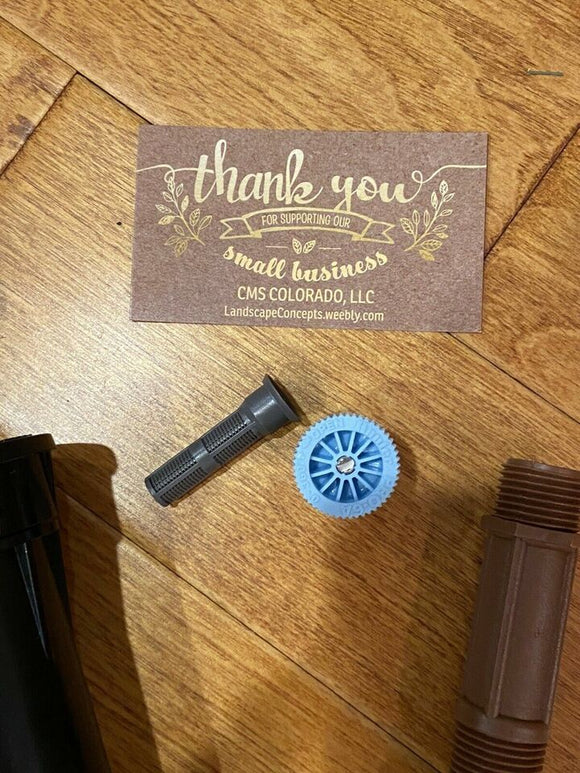 thank you
FOR SUPPORTING OUR
small business
CMS COLORADO, LLC
LandscapeConcepts.weebly.com